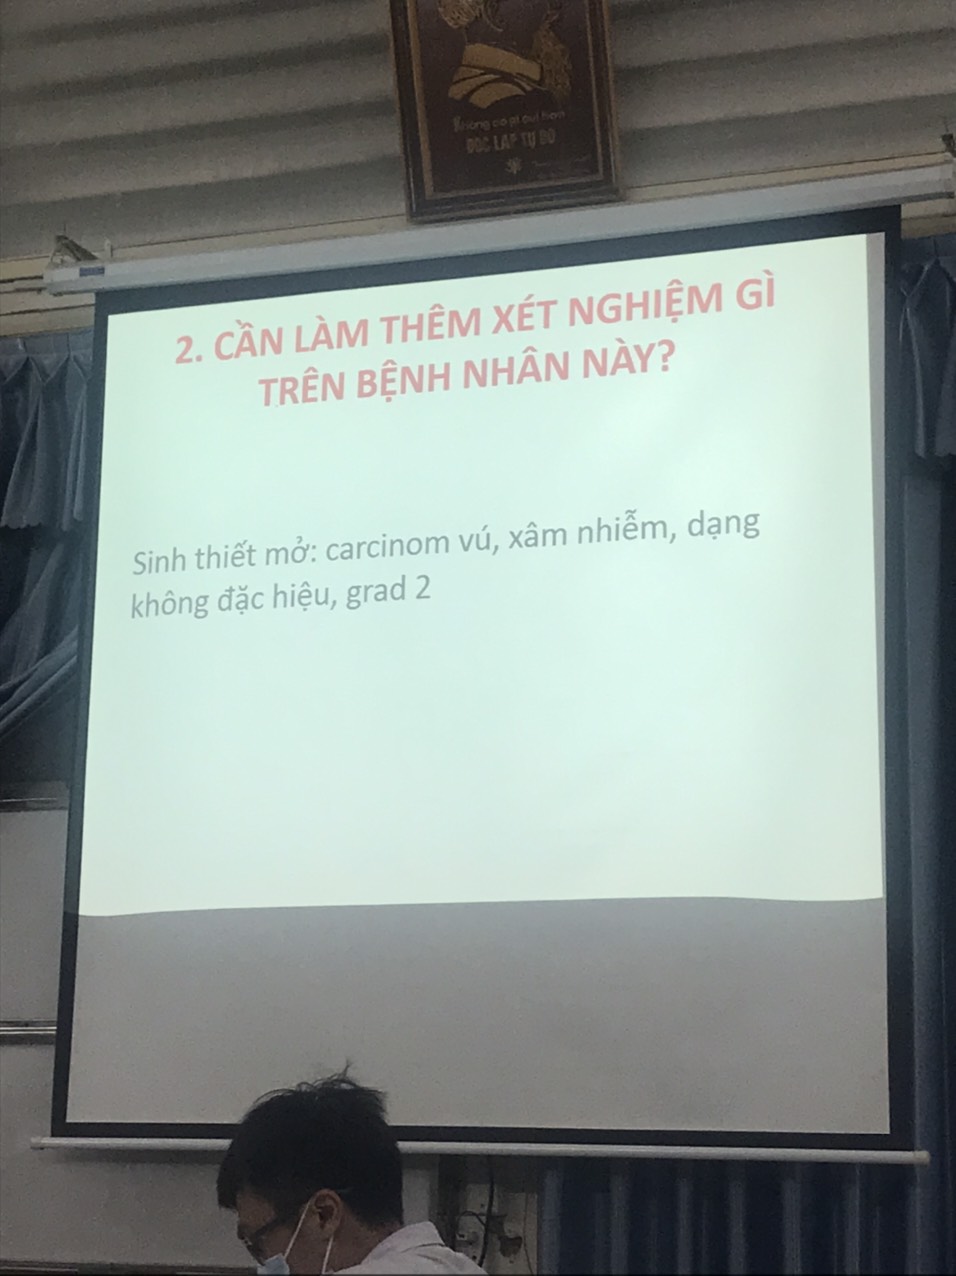 Không có gì quí hơn
ĐỘC LẬP TỰ DO
2. CẦN LÀM THÊM XÉT NGHIỆM GÌ
TRÊN BỆNH NHÂN NÀY?
Sinh thiết mở: carcinom vú, xâm nhiễm, dạng
không đặc hiệu, grad 2